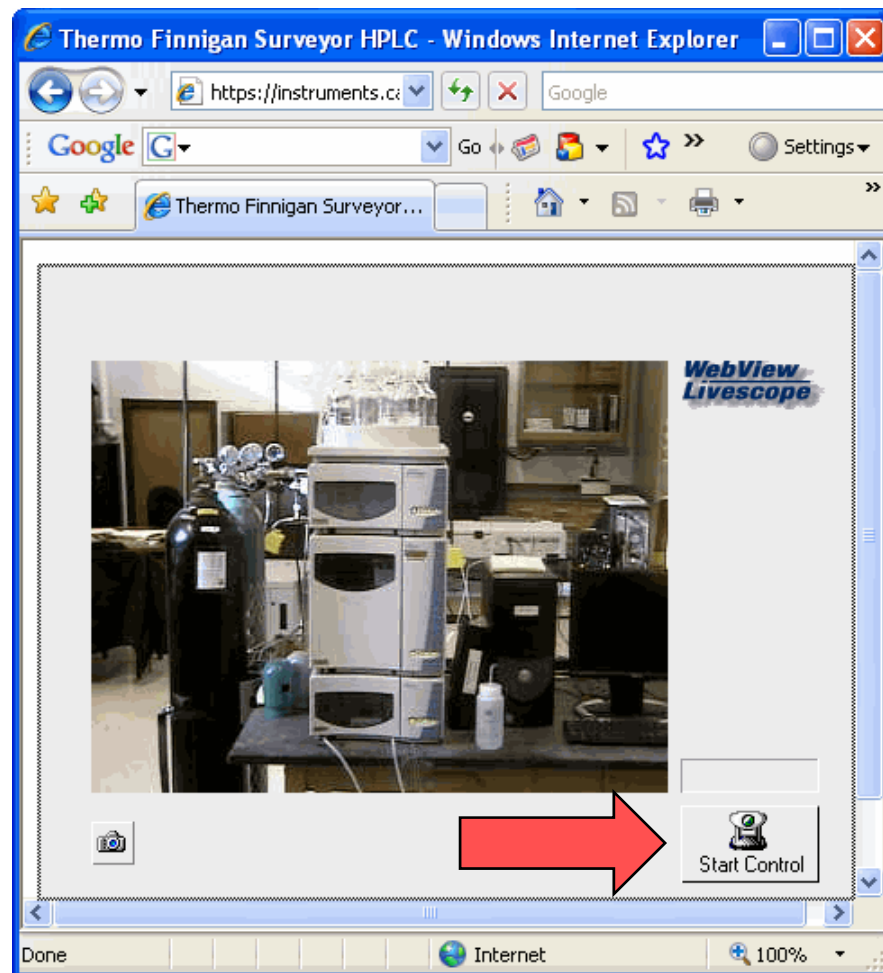 Thermo Finnigan Surveyor HPLC - Windows Internet Explorer
https://instruments.ca
Google
Google G Go » Settings
Thermo Finnigan Surveyor... »
WebView
Livescope
Start Control
Done Internet 100%